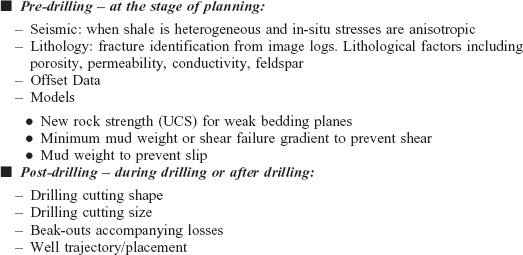 ■ Pre-drilling – at the stage of planning:
– Seismic: when shale is heterogeneous and in-situ stresses are anisotropic
– Lithology: fracture identification from image logs. Lithological factors including
porosity, permeability, conductivity, feldspar
– Offset Data
– Models
● New rock strength (UCS) for weak bedding planes
● Minimum mud weight or shear failure gradient to prevent shear
● Mud weight to prevent slip
■ Post-drilling – during drilling or after drilling:
– Drilling cutting shape
– Drilling cutting size
– Beak-outs accompanying losses
– Well trajectory/placement